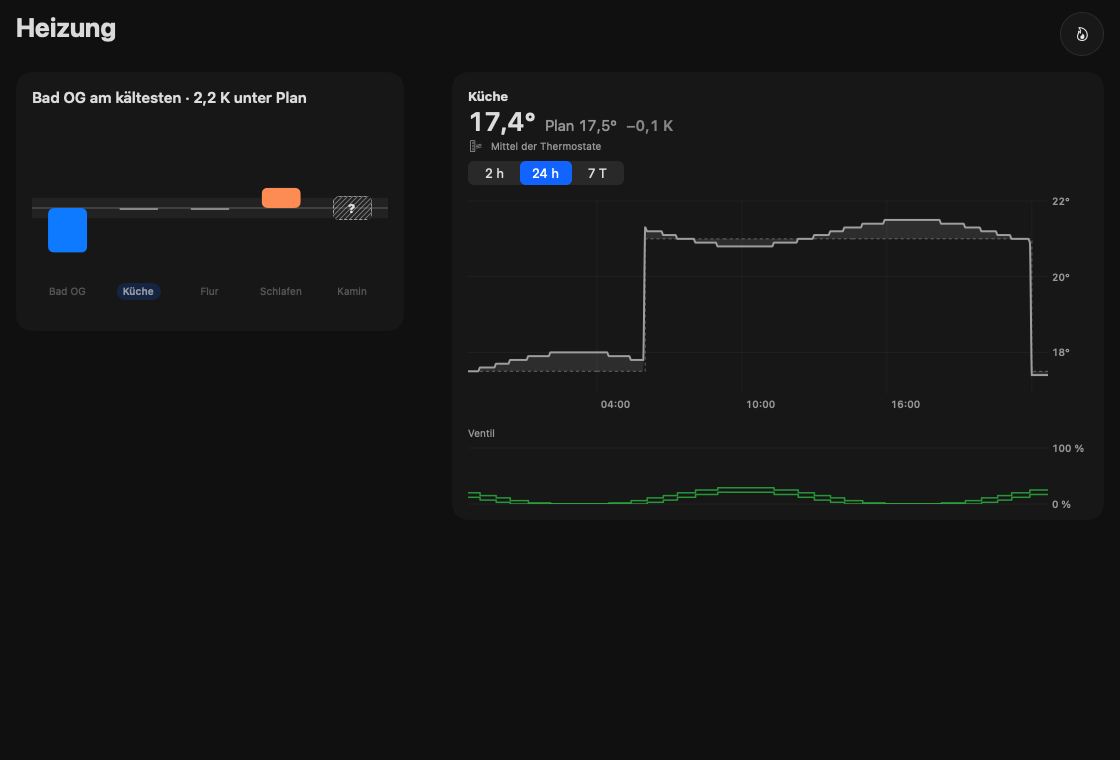 Heizung
Bad OG am kältesten · 2,2 K unter Plan
?
Bad OG
Küche
Flur
Schlafen
Kamin
Küche
17,4° Plan 17,5° −0,1 K
Mittel der Thermostate
2 h
24 h
7 T
22°
20°
18°
04:00
10:00
16:00
Ventil
100 %
0 %